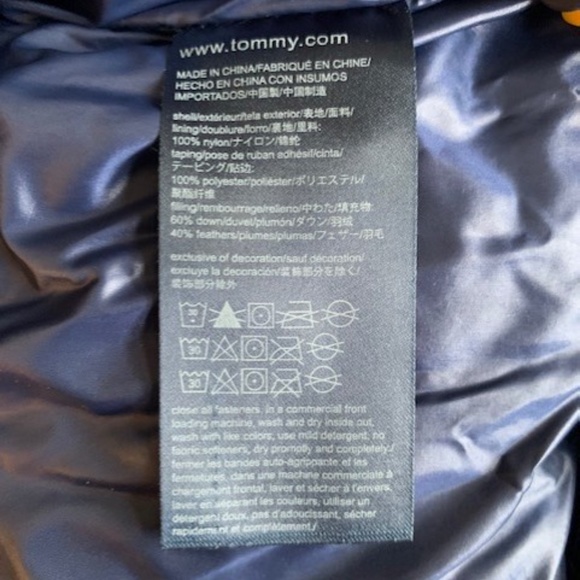 www.tommy.com
MADE IN CHINA/FABRIQUÉ EN CHINE/
HECHO EN CHINA CON INSUMOS
IMPORTADOS/中国製/中国制造
shell/extérieur/tela exterior/表地/面料/
lining/doublure/forro/裏地/里料:
100% nylon/ナイロン/锦纶
taping/pose de ruban adhésif/cinta/
テーピング/贴边:
100% polyester/poliéster/ポリエステル/
聚酯纤维
filling/rembourrage/relleno/中わた/填充物:
60% down/duvet/plumón/ダウン/羽绒
40% feathers/plumes/plumas/フェザー/羽毛
exclusive of decoration/sauf décoration/
excluye la decoración/装飾部分を除く/
装饰部分除外
30
30
30
close all fasteners. in a commercial front
loading machine, wash and dry inside out,
wash with like colors, use mild detergent, no
fabric softeners, dry promptly and completely./
fermer les bandes auto-agrippante et les
fermetures. dans une machine commerciale à
chargement frontal, laver et sécher à l'envers,
laver en séparant les couleurs, utiliser un
détergent doux, pas d'adoucissant, sécher
rapidement et complètement./